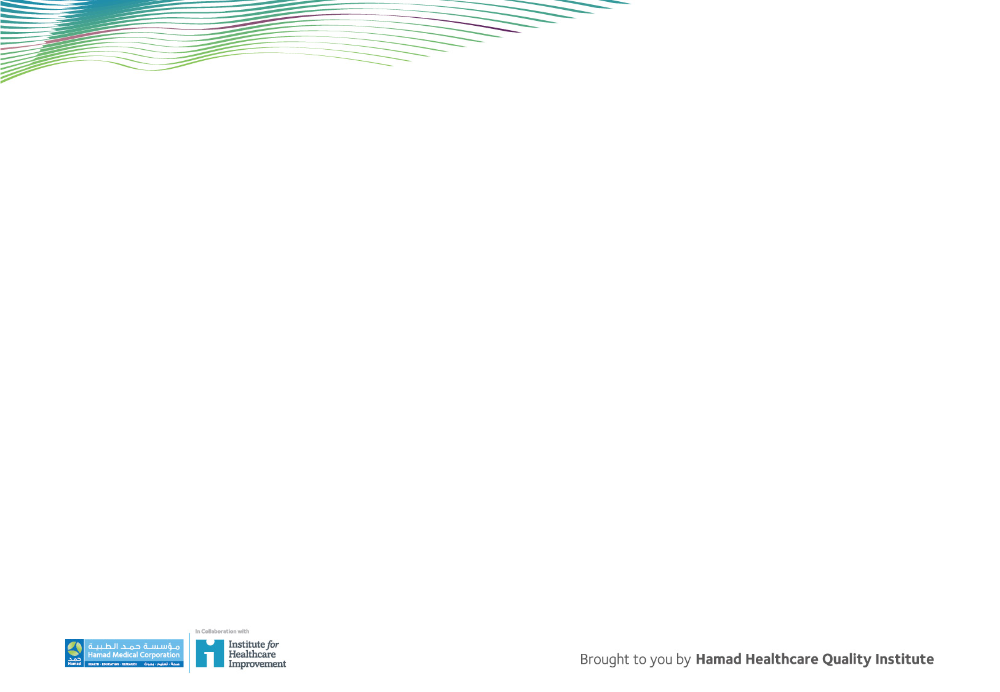 In Collaboration with
مؤسسة حمد الطبية
Hamad Medical Corporation
HEALTH • EDUCATION • RESEARCH صحة • تعليم • بحوث
حمد
Hamad
Institute for
Healthcare
Improvement
Brought to you by Hamad Healthcare Quality Institute